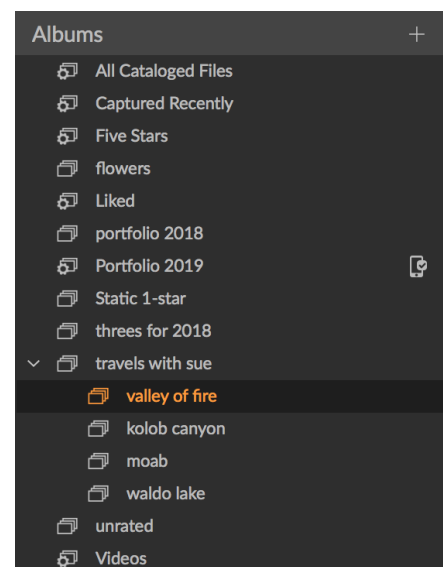 Albums
All Cataloged Files
Captured Recently
Five Stars
flowers
Liked
portfolio 2018
Portfolio 2019
Static 1-star
threes for 2018
travels with sue
valley of fire
kolob canyon
moab
waldo lake
unrated
Videos